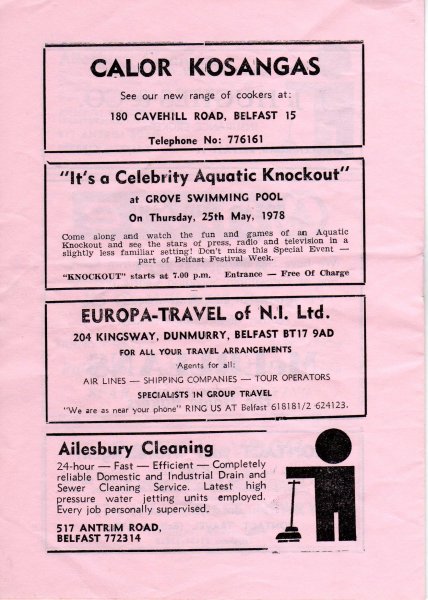 CALOR KOSANGAS
See our new range of cookers at:
180 CAVEHILL ROAD, BELFAST 15
Telephone No: 776161
"It's a Celebrity Aquatic Knockout"
at GROVE SWIMMING POOL
On Thursday, 25th May, 1978
Come along and watch the fun and games of an Aquatic
Knockout and see the stars of press, radio and television in a
slightly less familiar setting! Don't miss this Special Event —
part of Belfast Festival Week.
"KNOCKOUT" starts at 7.00 p.m. Entrance — Free Of Charge
EUROPA-TRAVEL of N.I. Ltd.
204 KINGSWAY, DUNMURRY, BELFAST BT17 9AD
FOR ALL YOUR TRAVEL ARRANGEMENTS
Agents for all:
AIR LINES — SHIPPING COMPANIES — TOUR OPERATORS
SPECIALISTS IN GROUP TRAVEL
"We are as near your phone" RING US AT Belfast 618181/2 624123.
Ailesbury Cleaning
24-hour — Fast — Efficient — Completely
reliable Domestic and Industrial Drain and
Sewer Cleaning Service. Latest high
pressure water jetting units employed.
Every job personally supervised.
517 ANTRIM ROAD,
BELFAST 772314